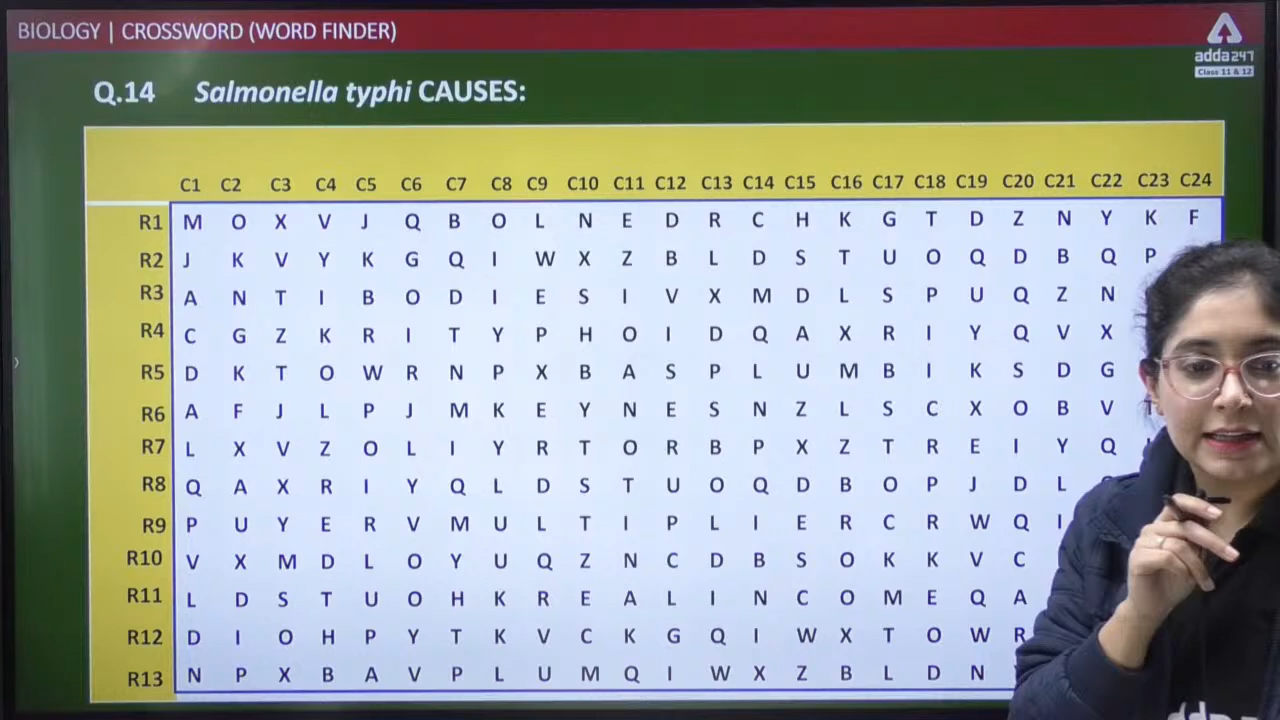 BIOLOGY | CROSSWORD (WORD FINDER)
adda247
Class 11 & 12
Q.14 Salmonella typhi CAUSES:
C1 C2 C3 C4 C5 C6 C7 C8 C9 C10 C11 C12 C13 C14 C15 C16 C17 C18 C19 C20 C21 C22 C23 C24
R1 M O X V J Q B O L N E D R C H K G T D Z N Y K F
R2 J K V Y K G Q I W X Z B L D S T U O Q D B Q P
R3 A N T I B O D I E S I V X M D L S P U Q Z N
R4 C G Z K R I T Y P H O I D Q A X R I Y Q V X
R5 D K T O W R N P X B A S P L U M B I K S D G
R6 A F J L P J M K E Y N E S N Z L S C X O B V
R7 L X V Z O L I Y R T O R B P X Z T R E I Y Q
R8 Q A X R I Y Q L D S T U O Q D B O P J D L
R9 P U Y E R V M U L T I P L I E R C R W Q I
R10 V X M D L O Y U Q Z N C D B S O K K V C
R11 L D S T U O H K R E A L I N C O M E Q A
R12 D I O H P Y T K V C K G Q I W X T O W R
R13 N P X B A V P L U M Q I W X Z B L D N